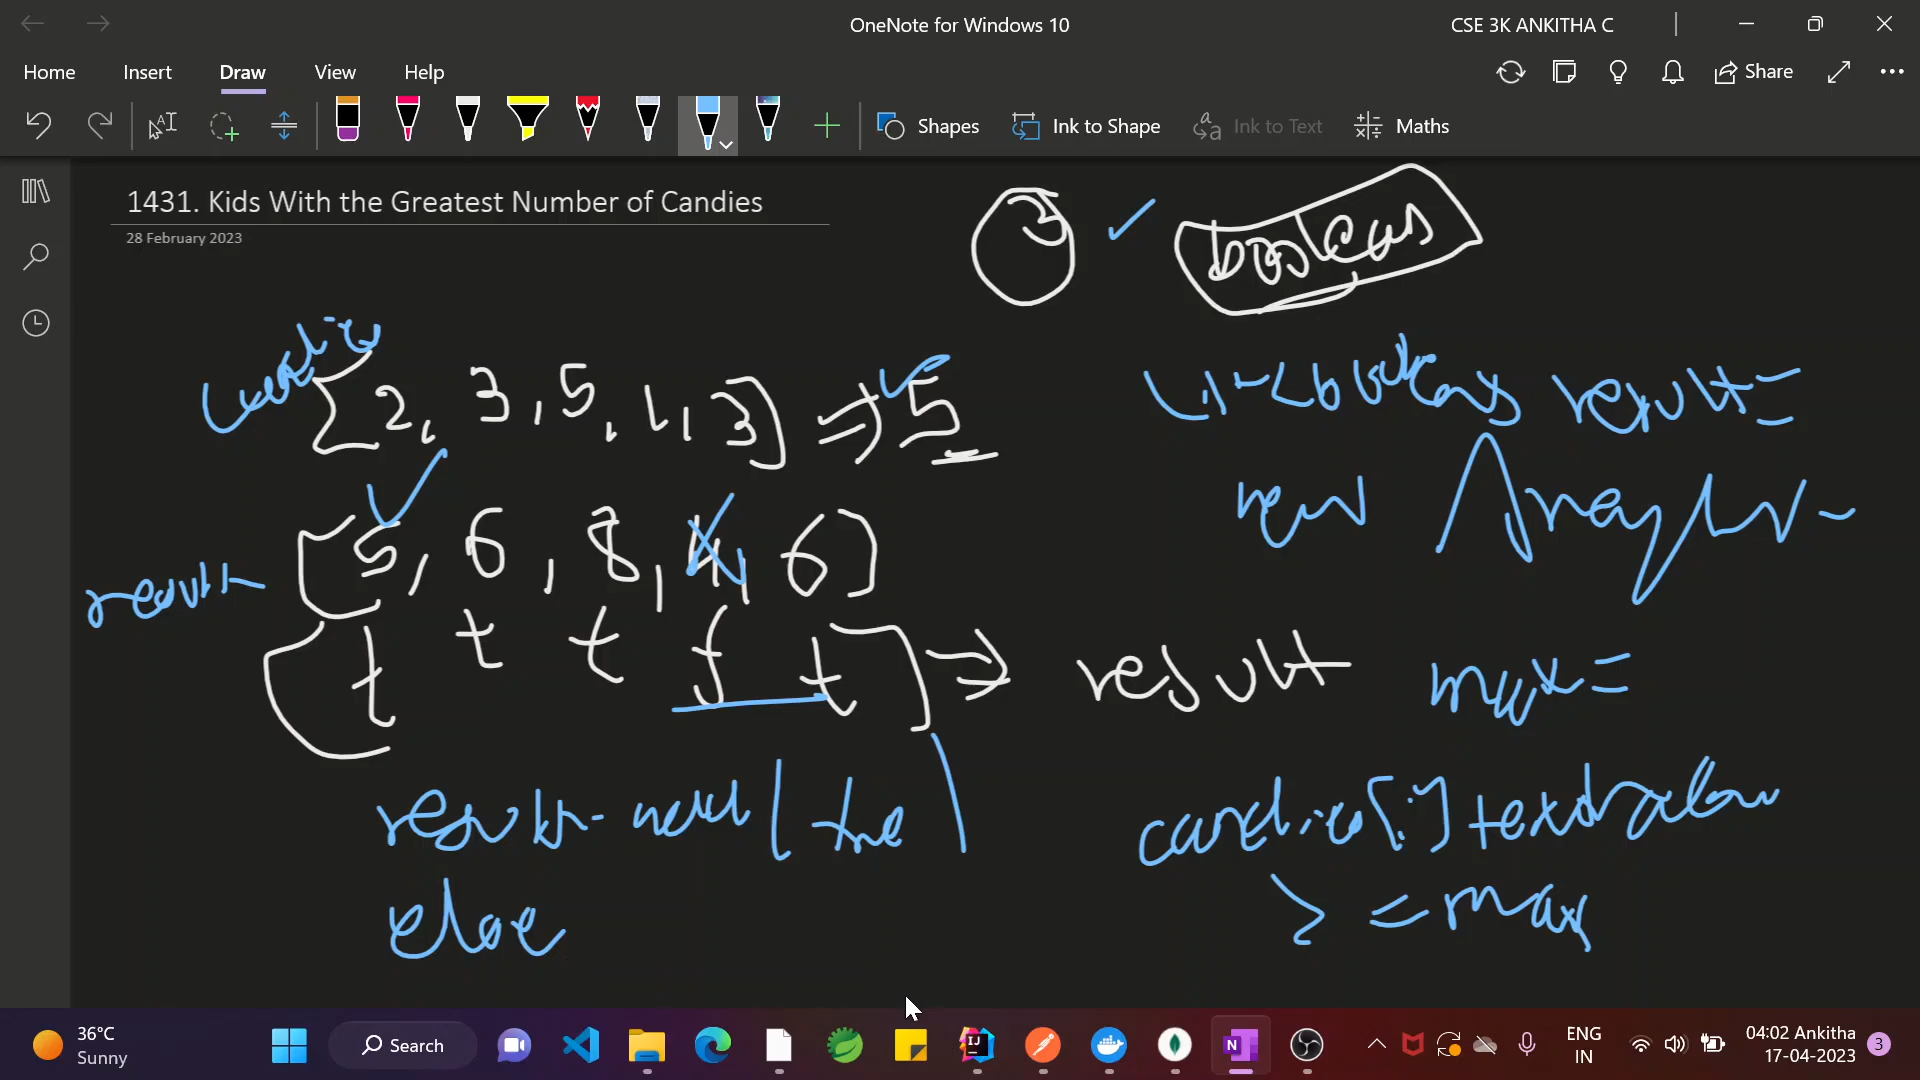 OneNote for Windows 10
CSE 3K ANKITHA C
Home Insert Draw View Help
Share
Shapes Ink to Shape Ink to Text Maths
1431. Kids With the Greatest Number of Candies
28 February 2023
3
boolean
candies
[2, 3, 5, 1, 3] => 5
List<boolean> result =
new ArrayList
result
[5, 6, 8, 4, 6]
[t t t f t] => result
max =
result.add(true)
candies[i] + extracandies
else
>= max
36°C
Sunny
Search
ENG
IN
04:02 Ankitha
17-04-2023
3